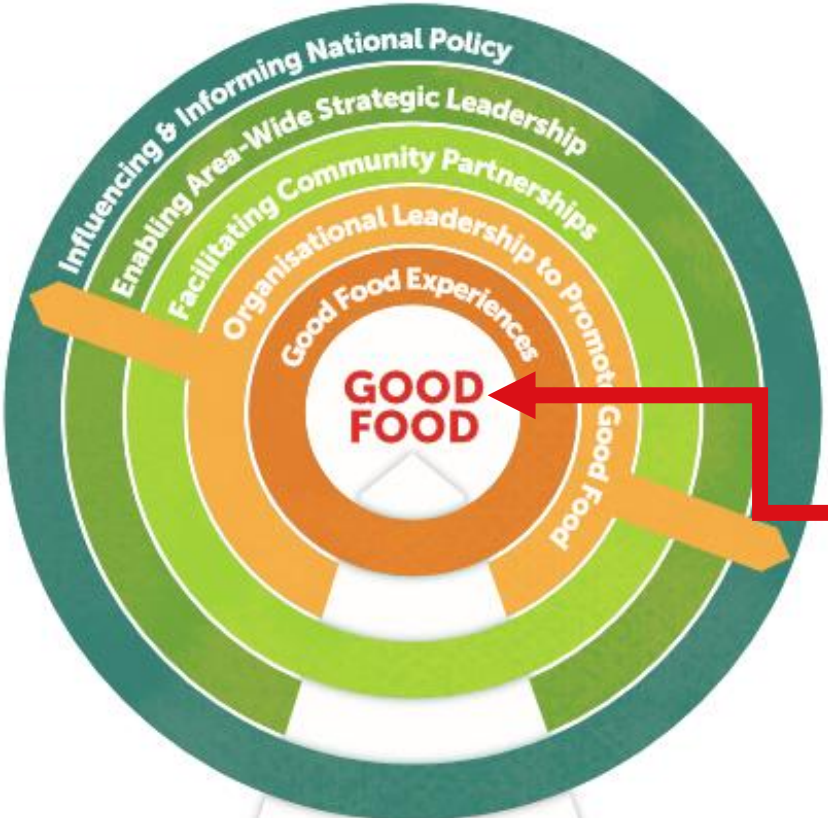 Influencing & Informing National Policy
Enabling Area-Wide Strategic Leadership
Facilitating Community Partnerships
Organisational Leadership to Promote Good Food
Good Food Experiences
GOOD
FOOD